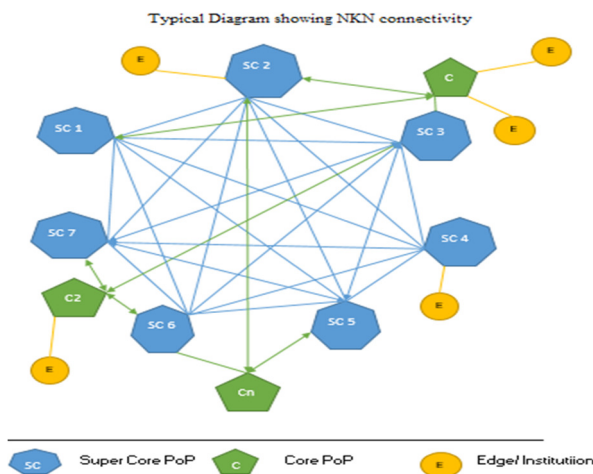 Typical Diagram showing NKN connectivity
E
SC 2
C
E
SC 1
SC 3
E
SC 7
SC 4
C2
SC 6
SC 5
E
E
Cn
SC Super Core PoP C Core PoP E Edge/ Institutiion